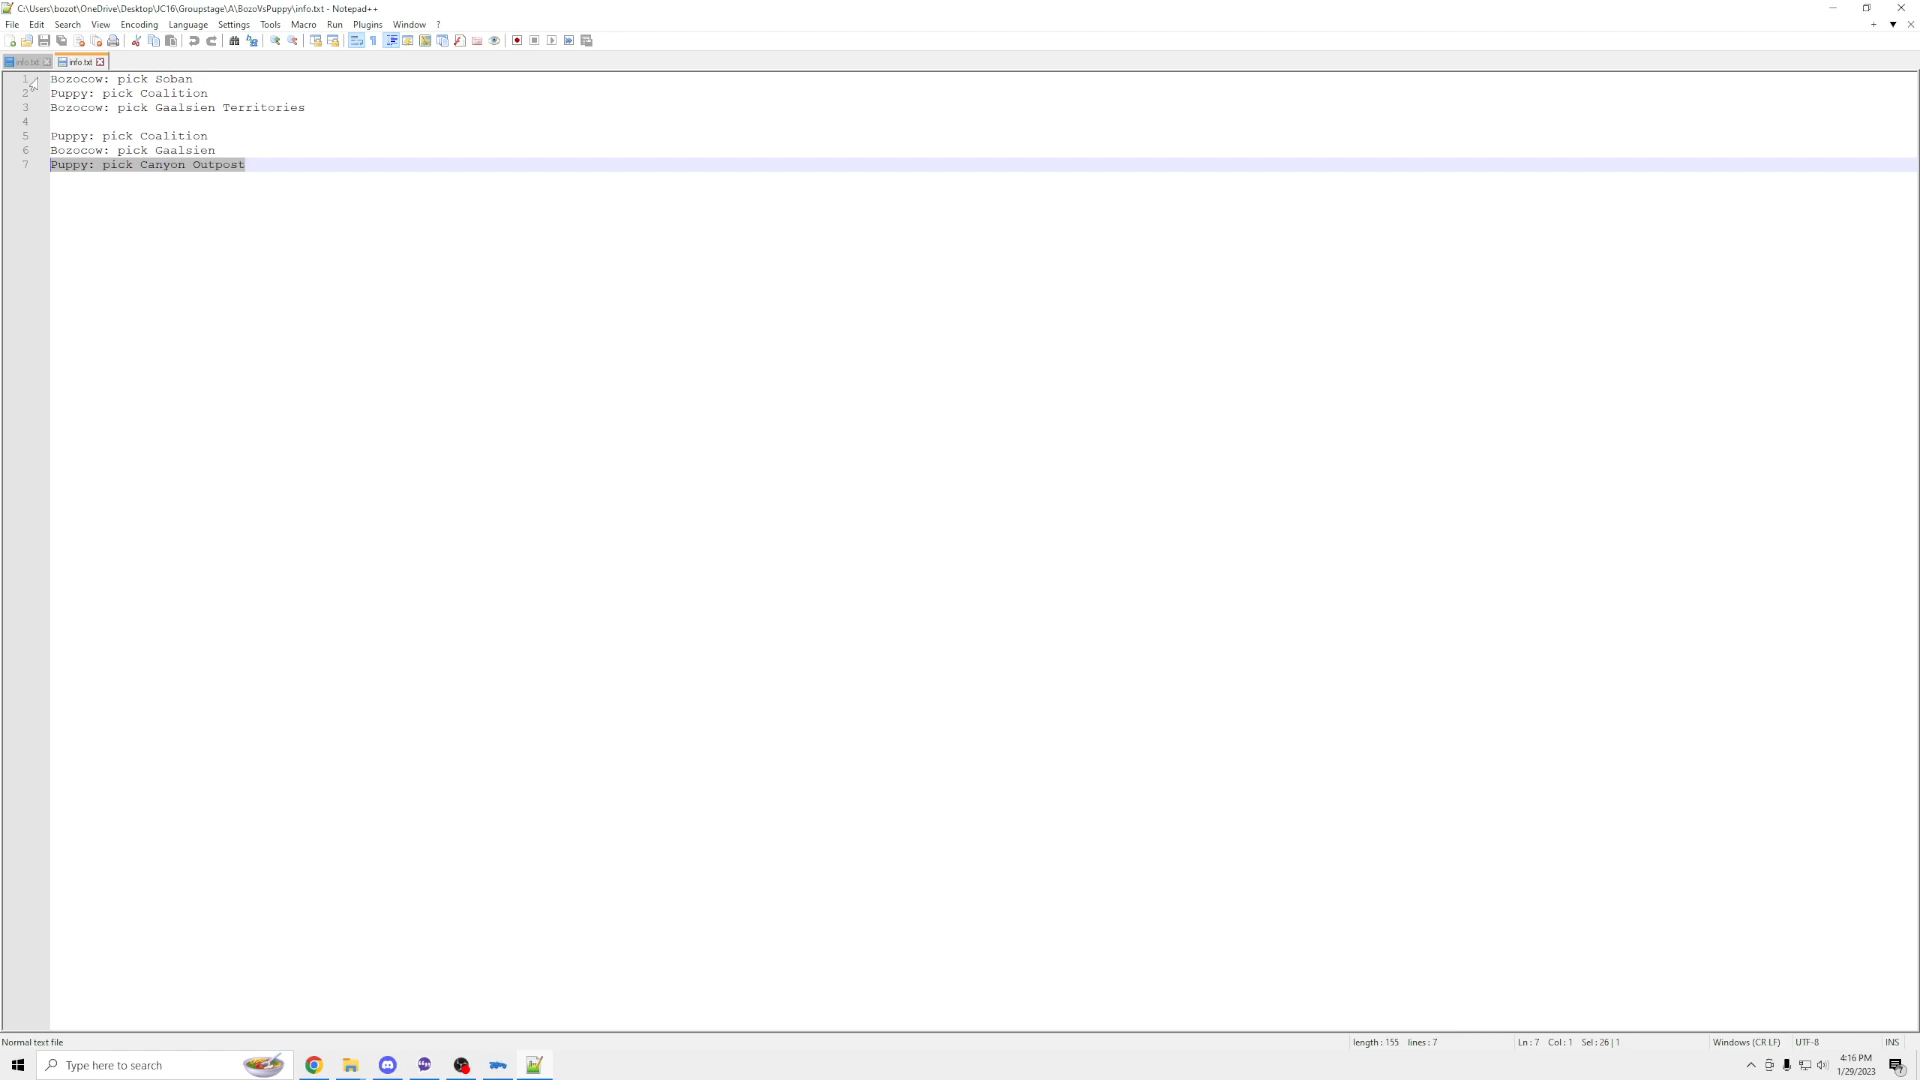 C:\Users\bozot\OneDrive\Desktop\JC16\Groupstage\A\BozoVsPuppy\info.txt - Notepad++
File Edit Search View Encoding Language Settings Tools Macro Run Plugins Window ?
info.txt info.txt
1 Bozocow: pick Soban
2 Puppy: pick Coalition
3 Bozocow: pick Gaalsien Territories
4
5 Puppy: pick Coalition
6 Bozocow: pick Gaalsien
7 Puppy: pick Canyon Outpost
Normal text file length : 155 lines : 7 Ln : 7 Col : 1 Sel : 26 | 1 Windows (CR LF) UTF-8 INS
Type here to search
4:16 PM
1/29/2023